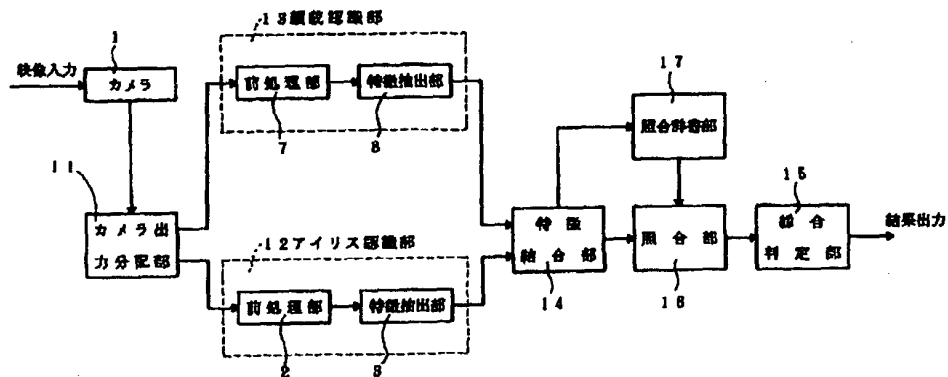 13顔貌認識部
1
映像入力
カメラ
前処理部
特徴抽出部
7
8
17
照合辞書部
11
カメラ出
力分配部
15
特徴
結合部
照合部
綜合
判定部
結果出力
12アイリス認識部
14
16
前処理部
特徴抽出部
2
3